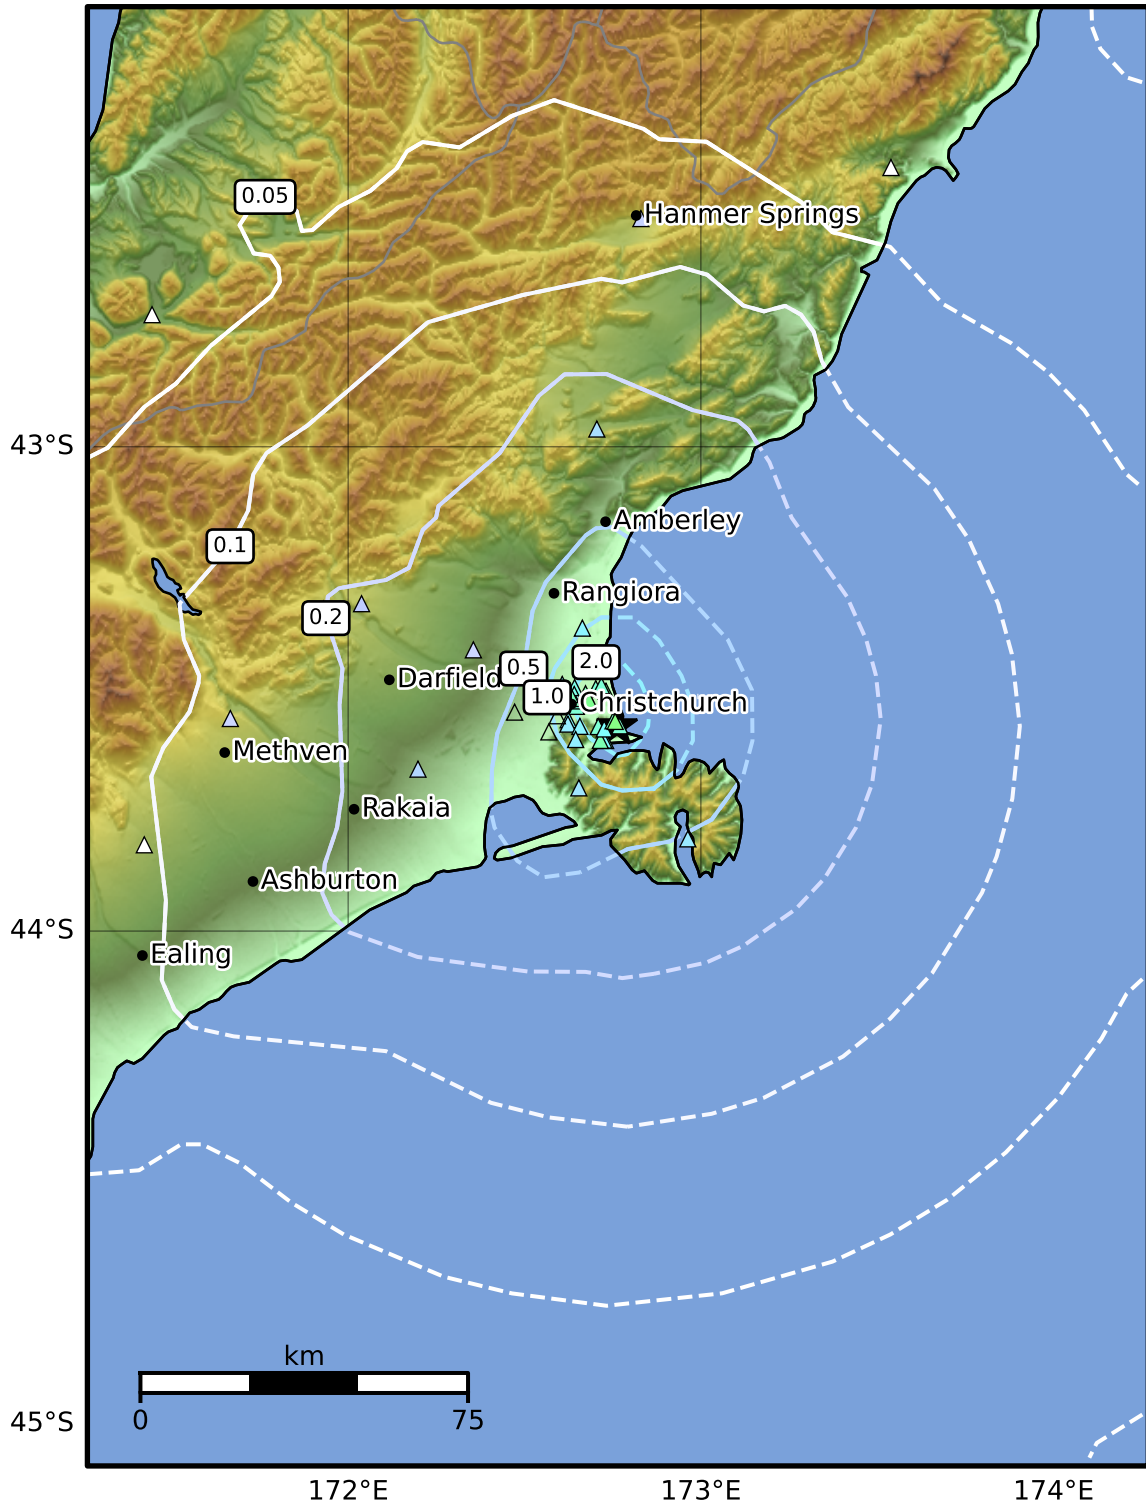 0.05
Hanmer Springs
43°S
Amberley
0.1
Rangiora
0.2
0.5
2.0
Darfield
1.0
Christchurch
Methven
Rakaia
Ashburton
44°S
Ealing
km
0
75
45°S
172°E
173°E
174°E